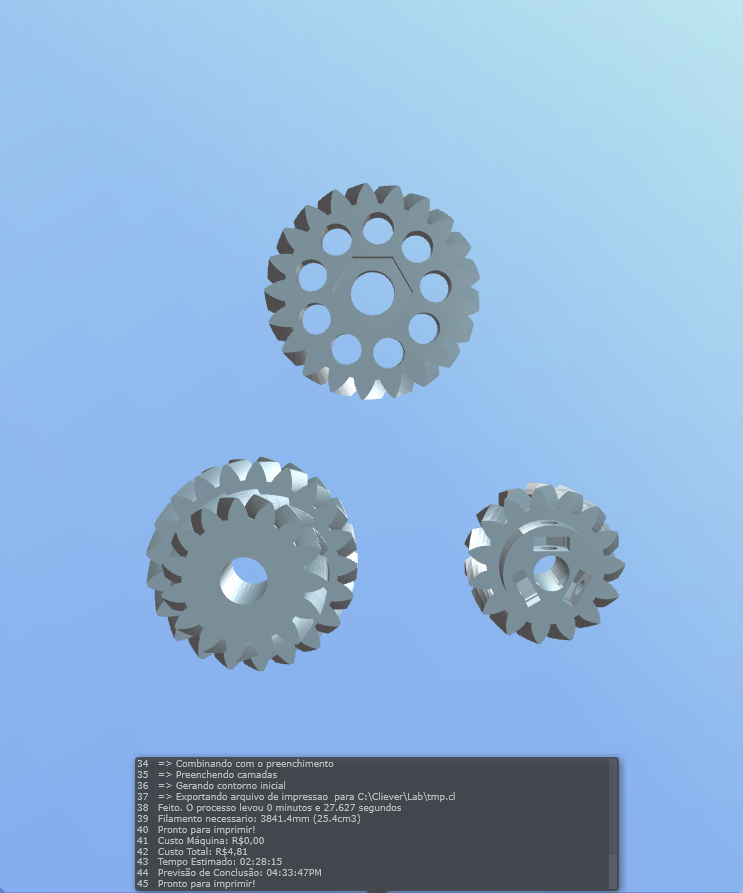 34 => Combinando com o preenchimento
35 => Preenchendo camadas
36 => Gerando contorno inicial
37 => Exportando arquivo de impressao para C:\Cliever\Lab\tmp.cl
38 Feito. O processo levou 0 minutos e 27.627 segundos
39 Filamento necessário: 3841.4mm (25.4cm3)
40 Pronto para imprimir!
41 Custo Máquina: R$0,00
42 Custo Total: R$4,81
43 Tempo Estimado: 02:28:15
44 Previsão de Conclusão: 04:33:47PM
45 Pronto para imprimir!